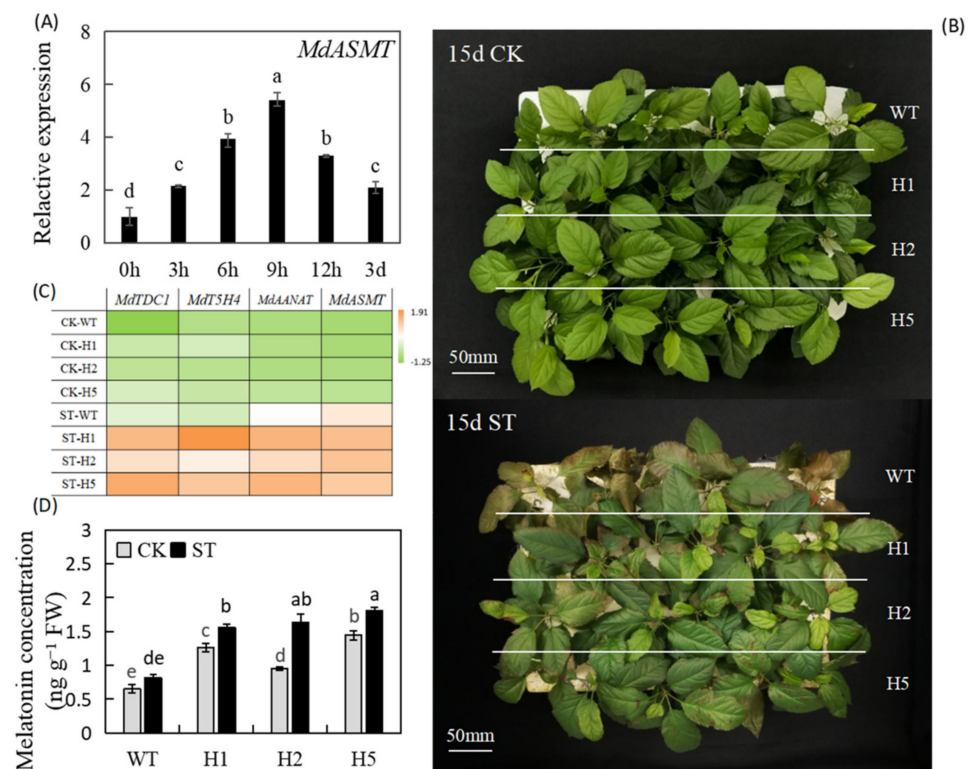 (A)
MdASMT
Relactive expression
8
6
4
2
0
d
c
b
a
b
c
0h 3h 6h 9h 12h 3d
(B)
15d CK
WT
H1
H2
H5
50mm
15d ST
WT
H1
H2
H5
50mm
(C)
MdTDC1 MdT5H4 MdAANAT MdASMT
CK-WT
CK-H1
CK-H2
CK-H5
ST-WT
ST-H1
ST-H2
ST-H5
1.91
-1.25
(D)
Melatonin concentration
(ng g⁻¹ FW)
3
2.5
2
1.5
1
0.5
0
CK ST
e de
c b
d ab
b a
WT H1 H2 H5